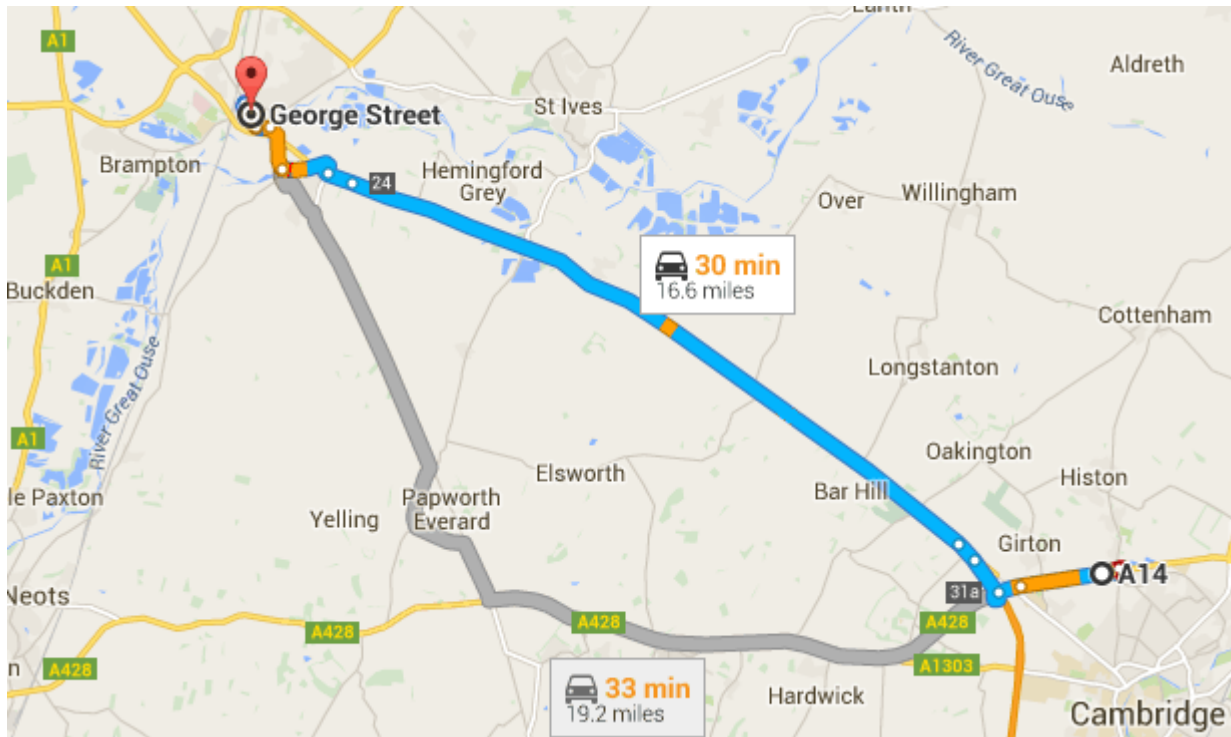 Earith
A1
River Great Ouse
Aldreth
St Ives
George Street
Brampton
Hemingford
Grey
24
Willingham
Over
A1
30 min
16.6 miles
Buckden
Cottenham
River Great Ouse
Longstanton
A1
Oakington
Elsworth
Histon
Bar Hill
le Paxton
Papworth
Everard
Yelling
Girton
A14
31a
Neots
A428
A428
A428
n
A428
A1303
33 min
19.2 miles
Hardwick
Cambridge